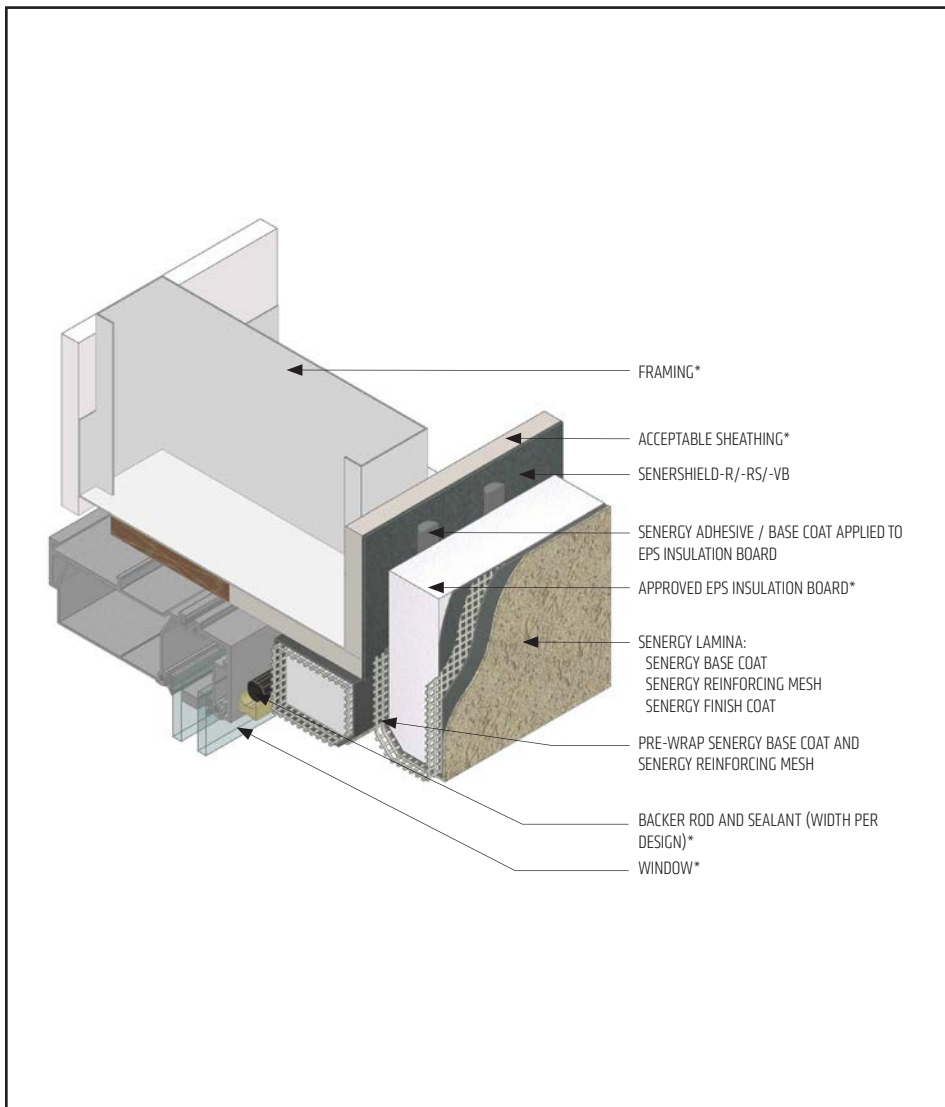 FRAMING*
ACCEPTABLE SHEATHING*
SENERSHIELD-R/-RS/-VB
SENERGY ADHESIVE / BASE COAT APPLIED TO
EPS INSULATION BOARD
APPROVED EPS INSULATION BOARD*
SENERGY LAMINA:
SENERGY BASE COAT
SENERGY REINFORCING MESH
SENERGY FINISH COAT
PRE-WRAP SENERGY BASE COAT AND
SENERGY REINFORCING MESH
BACKER ROD AND SEALANT (WIDTH PER
DESIGN)*
WINDOW*